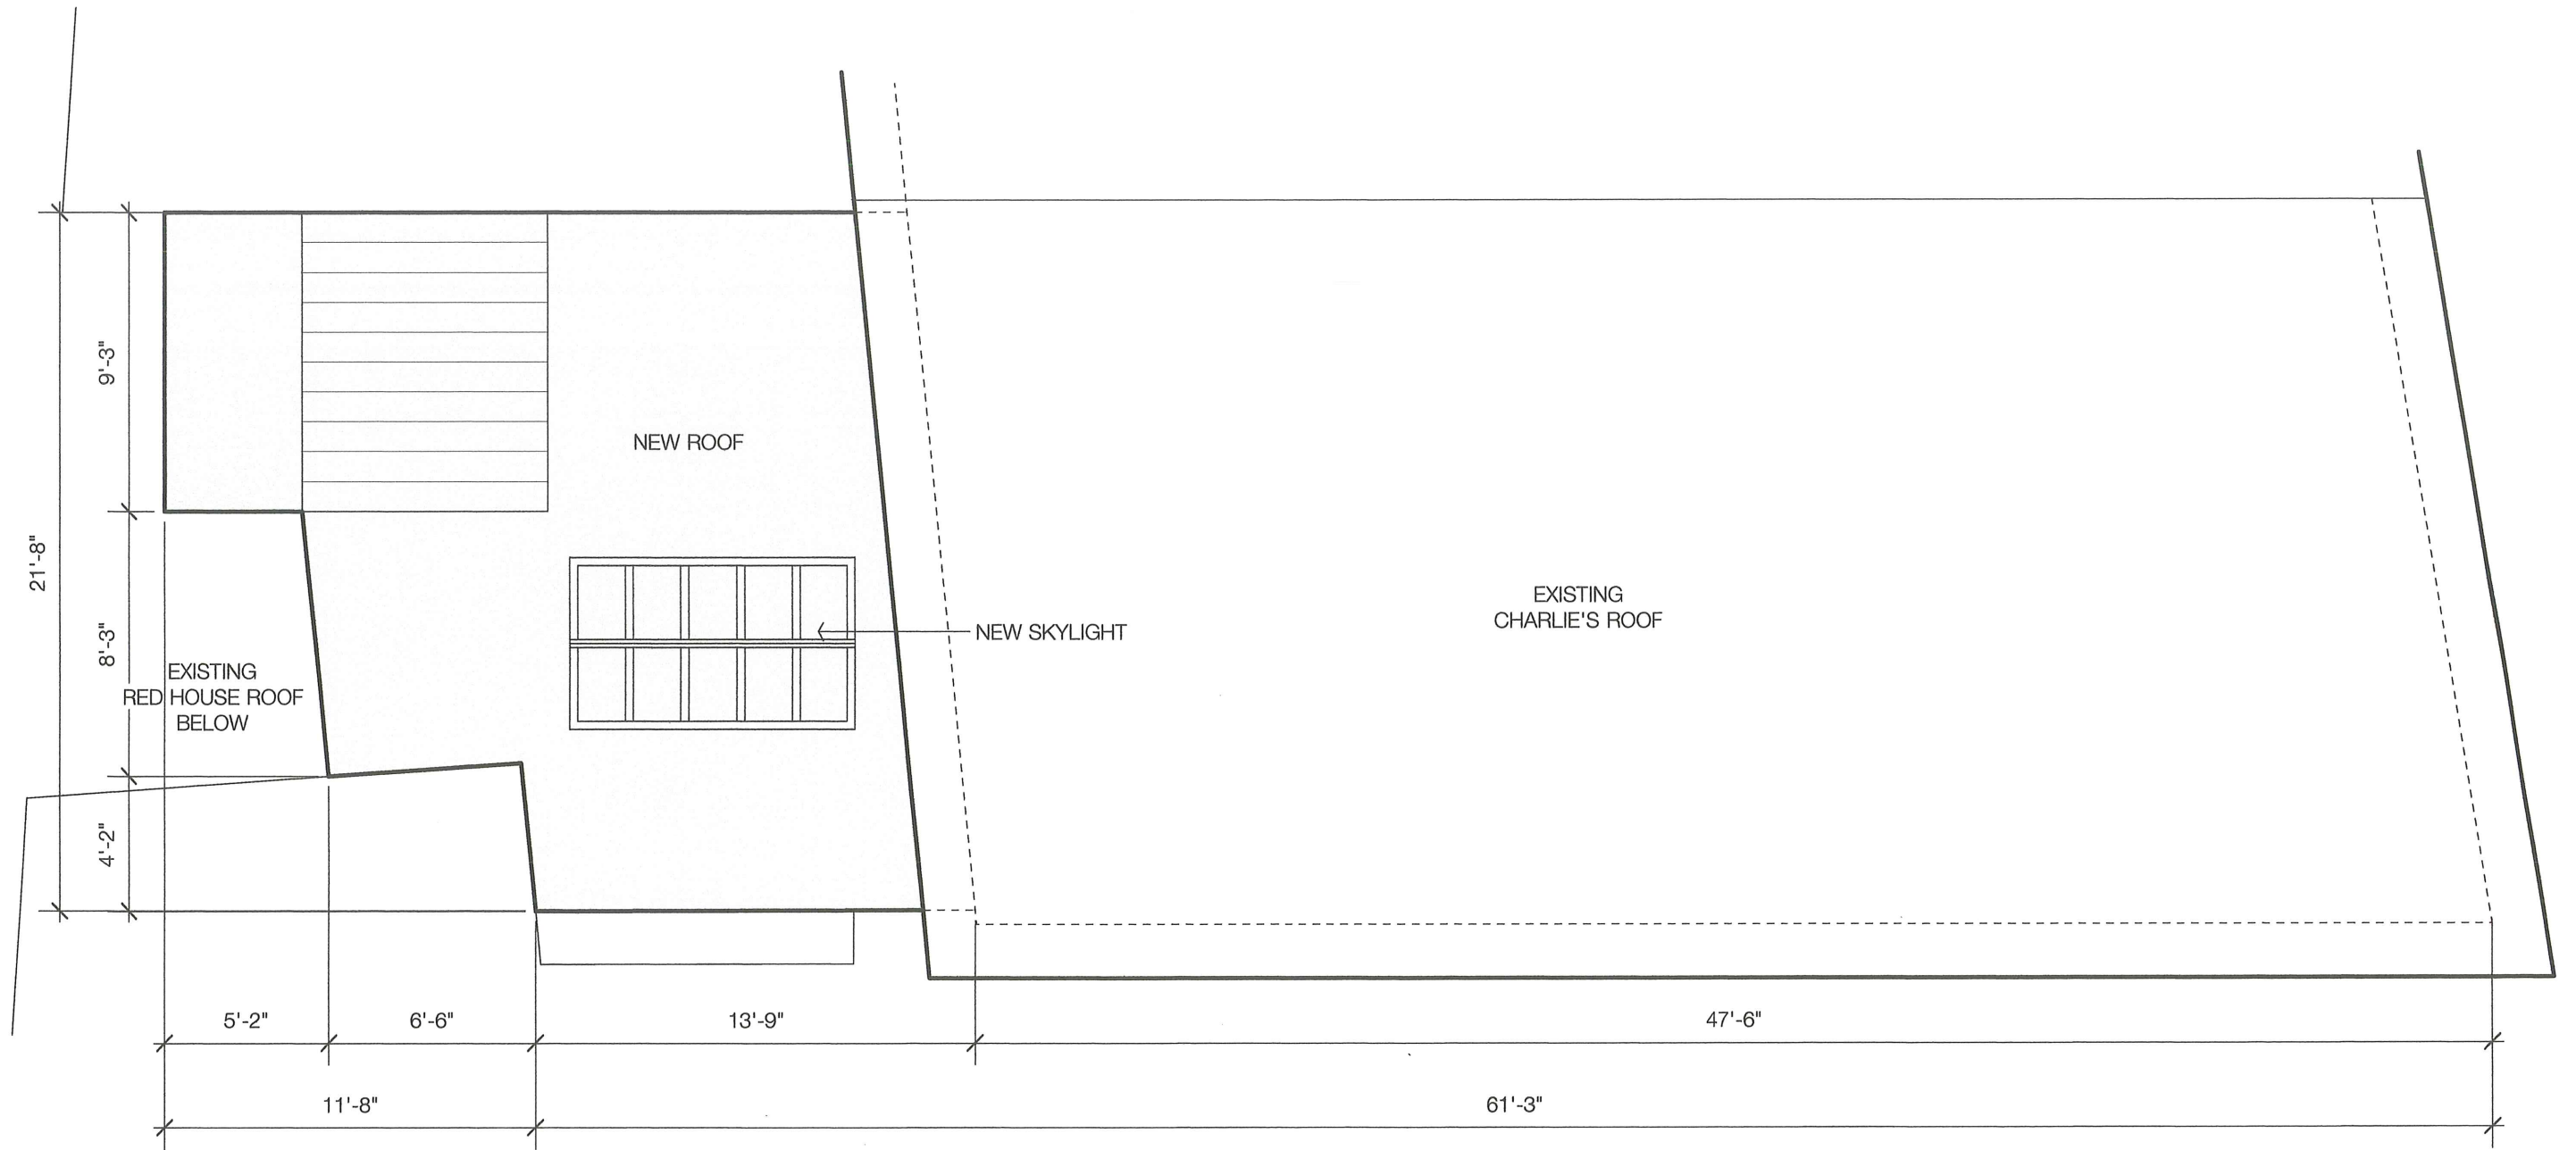 9'-3"
NEW ROOF
21'-8"
8'-3"
EXISTING
RED HOUSE ROOF
BELOW
NEW SKYLIGHT
EXISTING
CHARLIE'S ROOF
4'-2"
5'-2"
6'-6"
13'-9"
47'-6"
11'-8"
61'-3"